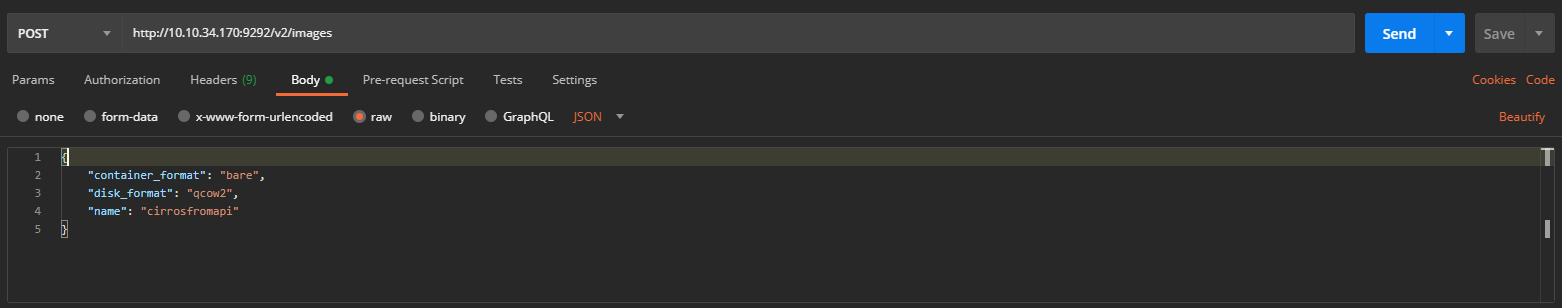 POST http://10.10.34.170:9292/v2/images Send Save
Params Authorization Headers (9) Body Pre-request Script Tests Settings Cookies Code
none form-data x-www-form-urlencoded raw binary GraphQL JSON Beautify
1 {
2 "container_format": "bare",
3 "disk_format": "qcow2",
4 "name": "cirrosfromapi"
5 }